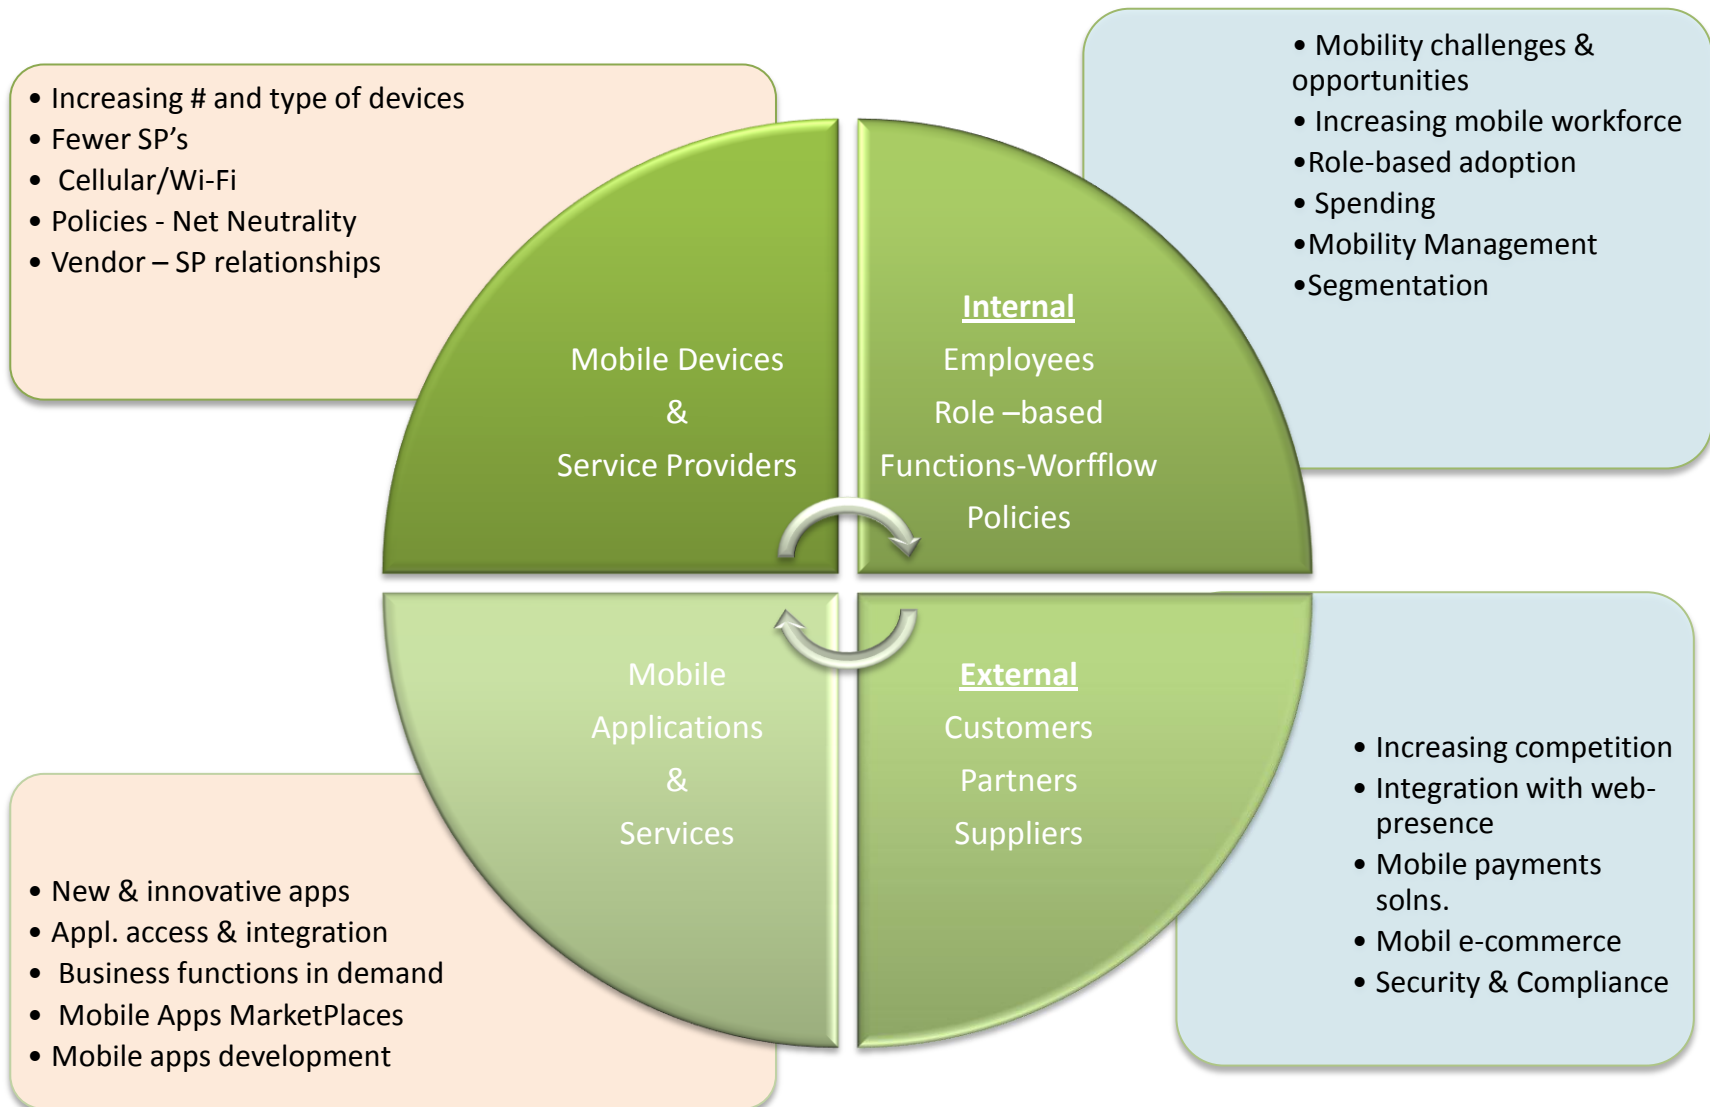 • Increasing # and type of devices
• Fewer SP’s
• Cellular/Wi-Fi
• Policies - Net Neutrality
• Vendor – SP relationships
• Mobility challenges &
opportunities
• Increasing mobile workforce
•Role-based adoption
• Spending
•Mobility Management
•Segmentation
Mobile Devices
&
Service Providers
Internal
Employees
Role –based
Functions-Worfflow
Policies
Mobile
Applications
&
Services
External
Customers
Partners
Suppliers
• New & innovative apps
• Appl. access & integration
• Business functions in demand
• Mobile Apps MarketPlaces
• Mobile apps development
• Increasing competition
• Integration with web-
presence
• Mobile payments
solns.
• Mobil e-commerce
• Security & Compliance